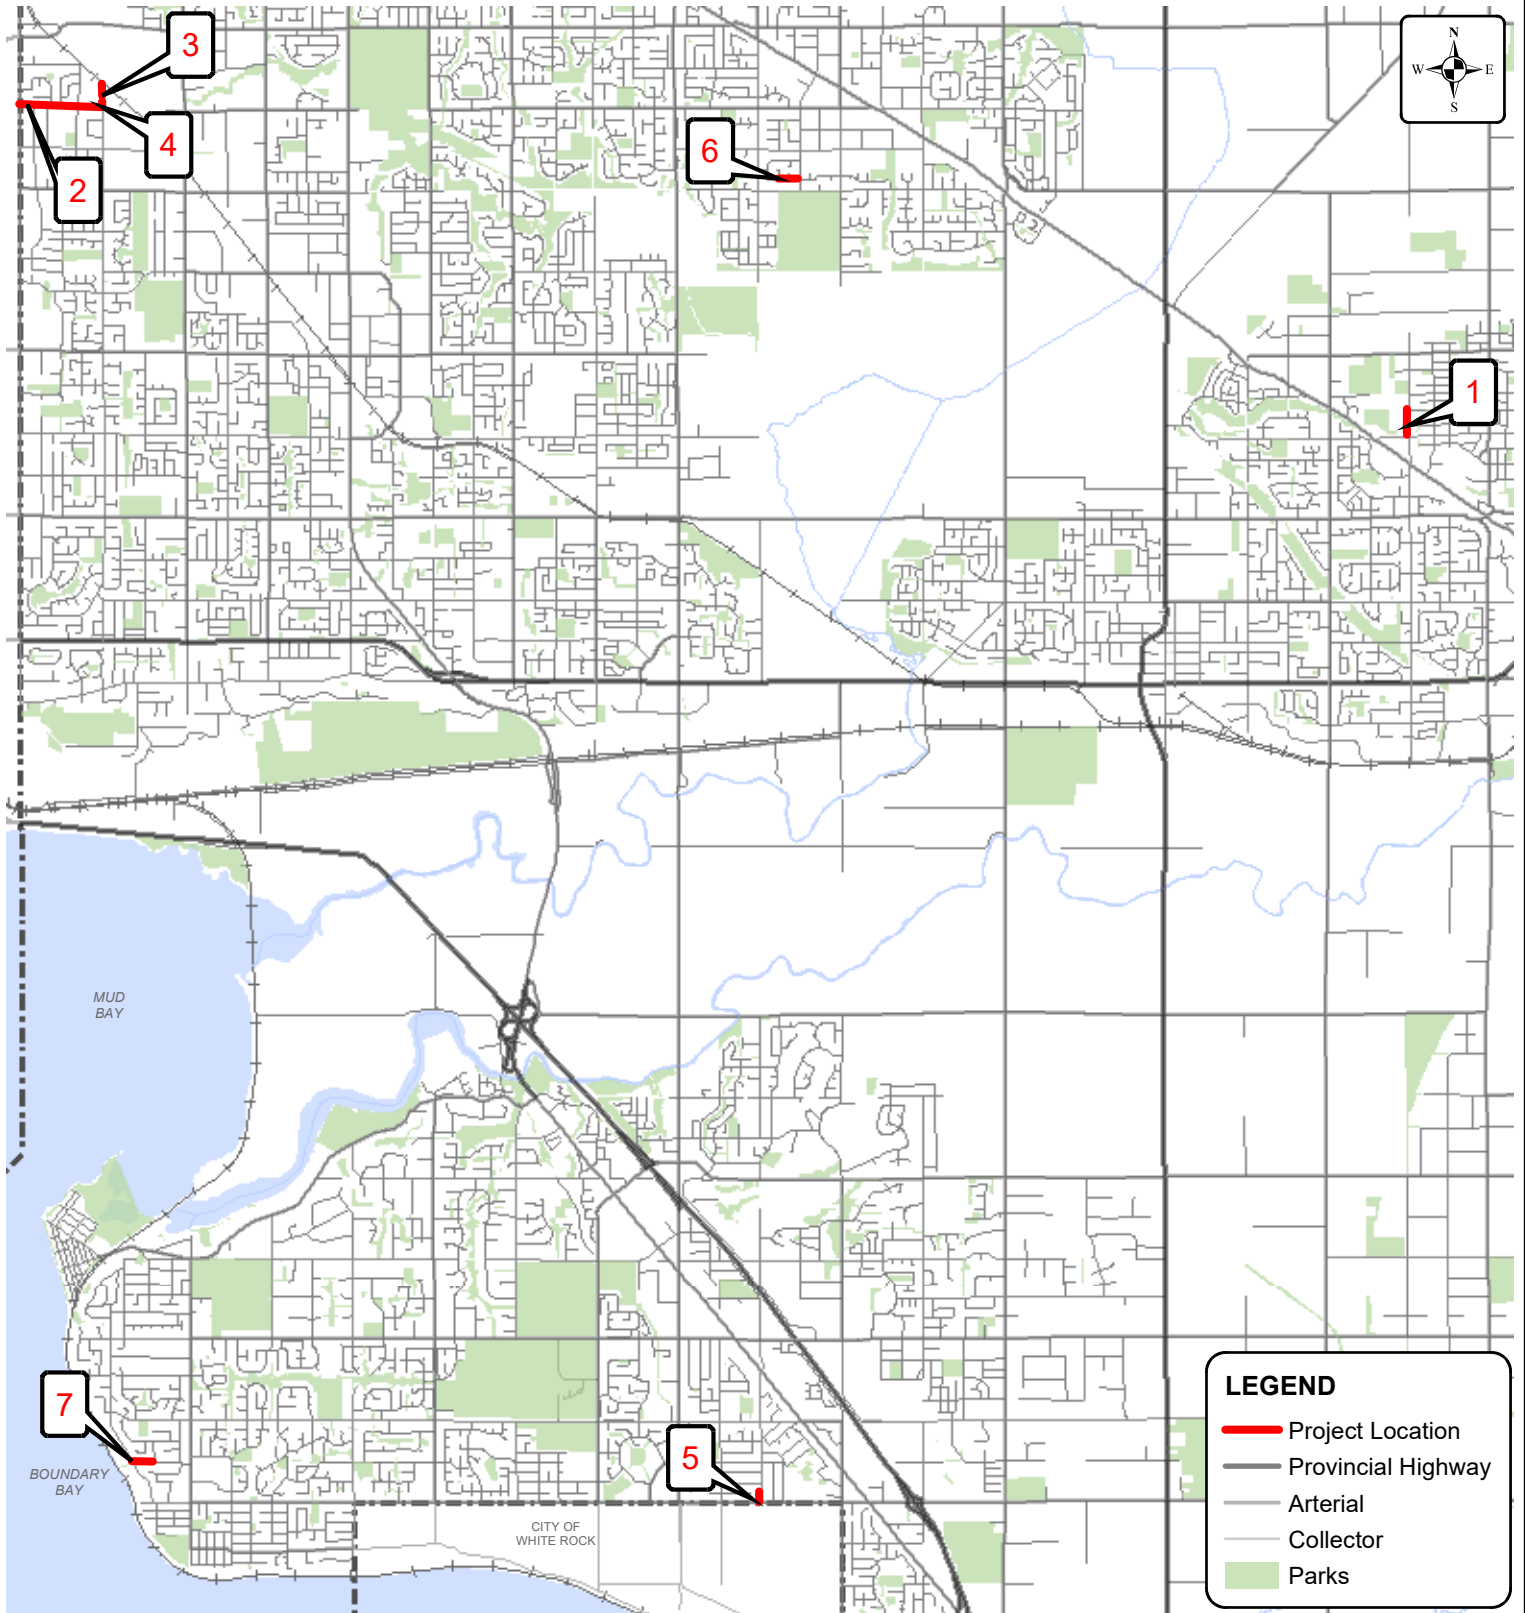 N
W E
S
3
4
2
6
1
MUD
BAY
7
BOUNDARY
BAY
5
CITY OF
WHITE ROCK
LEGEND
Project Location
Provincial Highway
Arterial
Collector
Parks